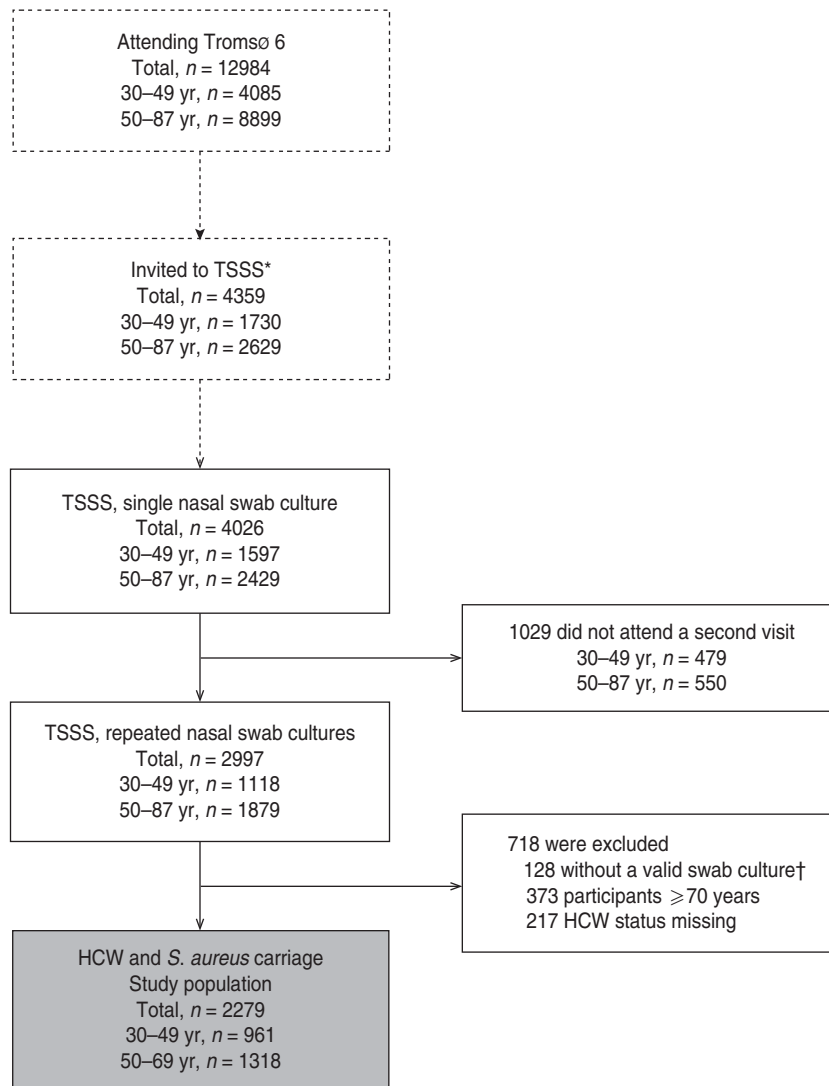 Attending Tromsø 6
Total, n = 12984
30–49 yr, n = 4085
50–87 yr, n = 8899
Invited to TSSS*
Total, n = 4359
30–49 yr, n = 1730
50–87 yr, n = 2629
TSSS, single nasal swab culture
Total, n = 4026
30–49 yr, n = 1597
50–87 yr, n = 2429
1029 did not attend a second visit
30–49 yr, n = 479
50–87 yr, n = 550
TSSS, repeated nasal swab cultures
Total, n = 2997
30–49 yr, n = 1118
50–87 yr, n = 1879
718 were excluded
128 without a valid swab culture†
373 participants ⩾70 years
217 HCW status missing
HCW and S. aureus carriage
Study population
Total, n = 2279
30–49 yr, n = 961
50–69 yr, n = 1318